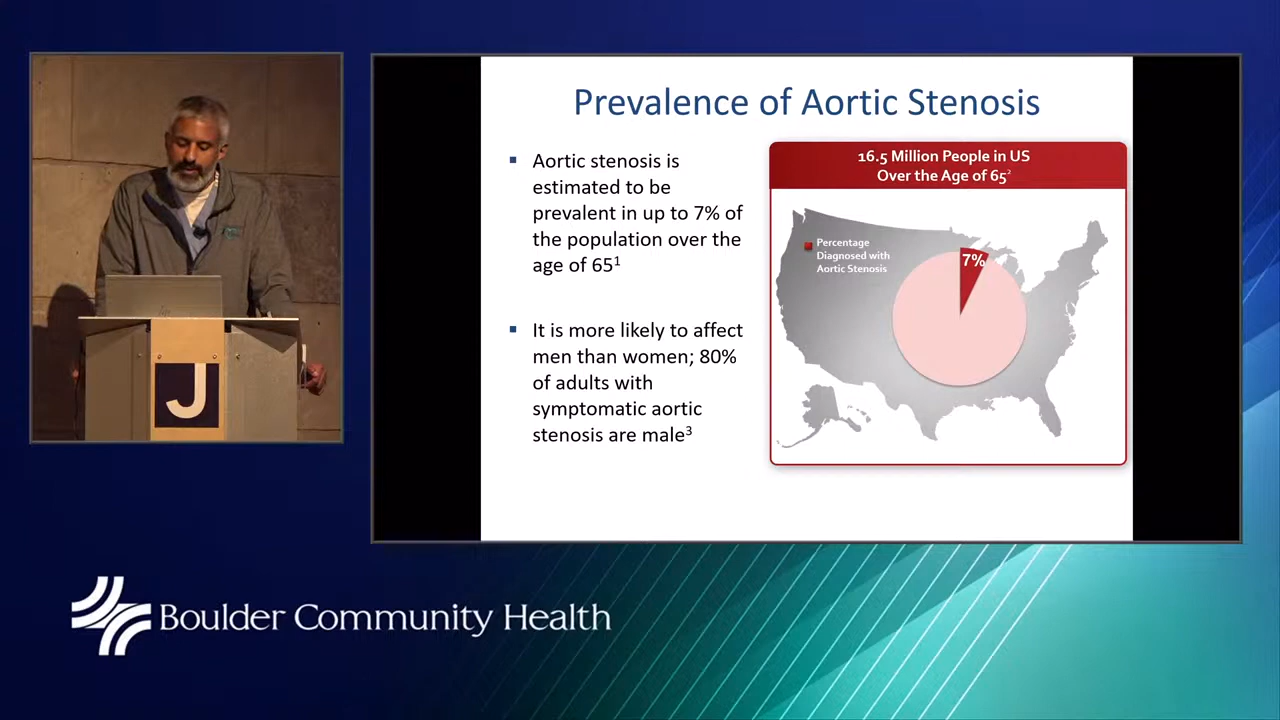 Prevalence of Aortic Stenosis
▪ Aortic stenosis is
estimated to be
prevalent in up to 7% of
the population over the
age of 65¹
▪ It is more likely to affect
men than women; 80%
of adults with
symptomatic aortic
stenosis are male³
16.5 Million People in US
Over the Age of 65²
Percentage
Diagnosed with
Aortic Stenosis
7%
J
Boulder Community Health